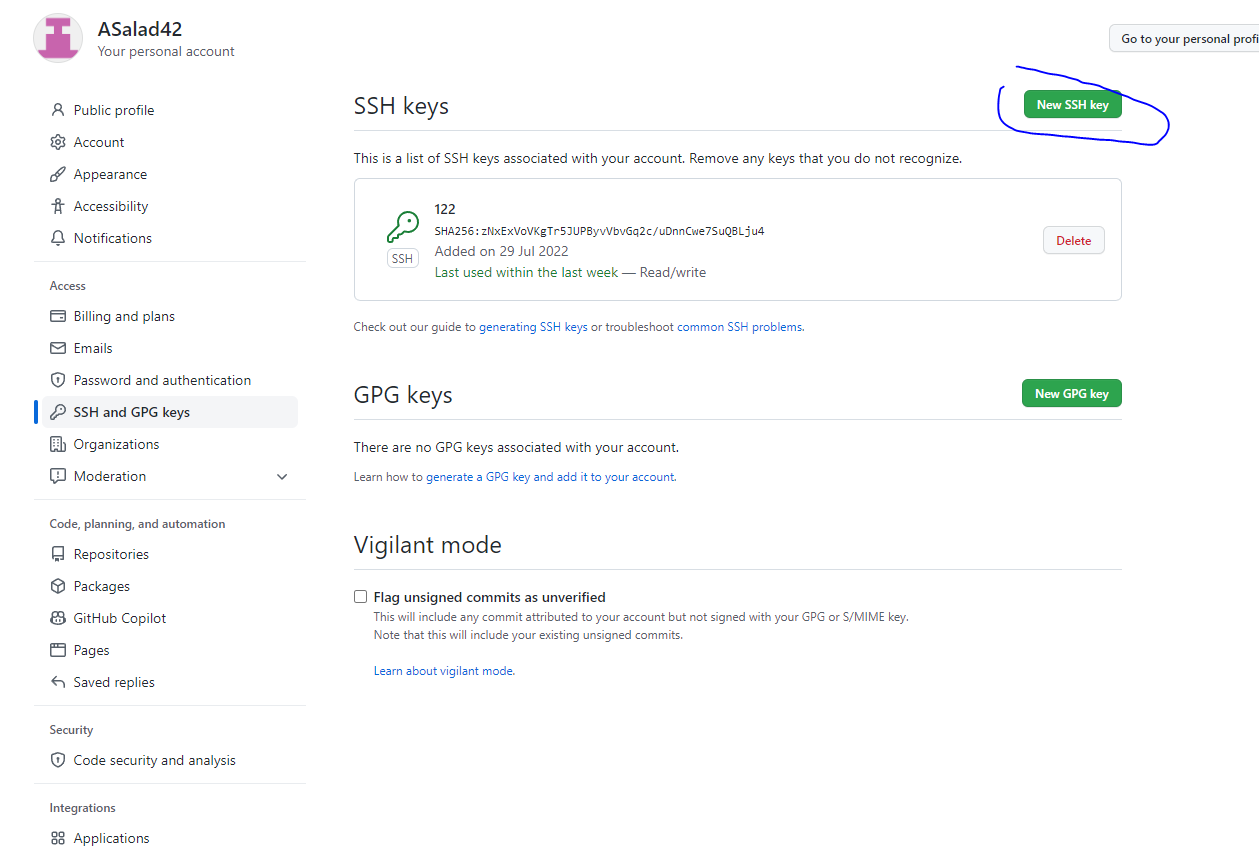 ASalad42
Your personal account
Go to your personal profi
Public profile
Account
Appearance
Accessibility
Notifications
Access
Billing and plans
Emails
Password and authentication
SSH and GPG keys
Organizations
Moderation
Code, planning, and automation
Repositories
Packages
GitHub Copilot
Pages
Saved replies
Security
Code security and analysis
Integrations
Applications
SSH keys
New SSH key
This is a list of SSH keys associated with your account. Remove any keys that you do not recognize.
122
SHA256:zNxExVoVKgTr5JUPByvVbvGq2c/uDnnCwe7SuQBLju4
SSH
Added on 29 Jul 2022
Last used within the last week — Read/write
Delete
Check out our guide to generating SSH keys or troubleshoot common SSH problems.
GPG keys
New GPG key
There are no GPG keys associated with your account.
Learn how to generate a GPG key and add it to your account.
Vigilant mode
Flag unsigned commits as unverified
This will include any commit attributed to your account but not signed with your GPG or S/MIME key.
Note that this will include your existing unsigned commits.
Learn about vigilant mode.